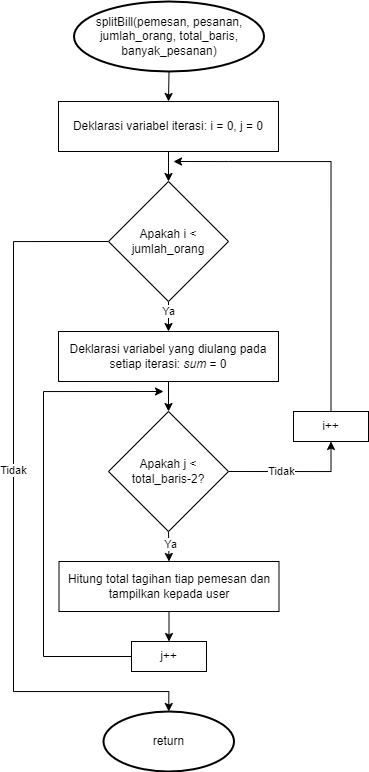 splitBill(pemesan, pesanan,
jumlah_orang, total_baris,
banyak_pesanan)
Deklarasi variabel iterasi: i = 0, j = 0
Apakah i <
jumlah_orang
Ya
Deklarasi variabel yang diulang pada
setiap iterasi: sum = 0
i++
Apakah j <
total_baris-2?
Tidak
Tidak
Ya
Hitung total tagihan tiap pemesan dan
tampilkan kepada user
j++
return